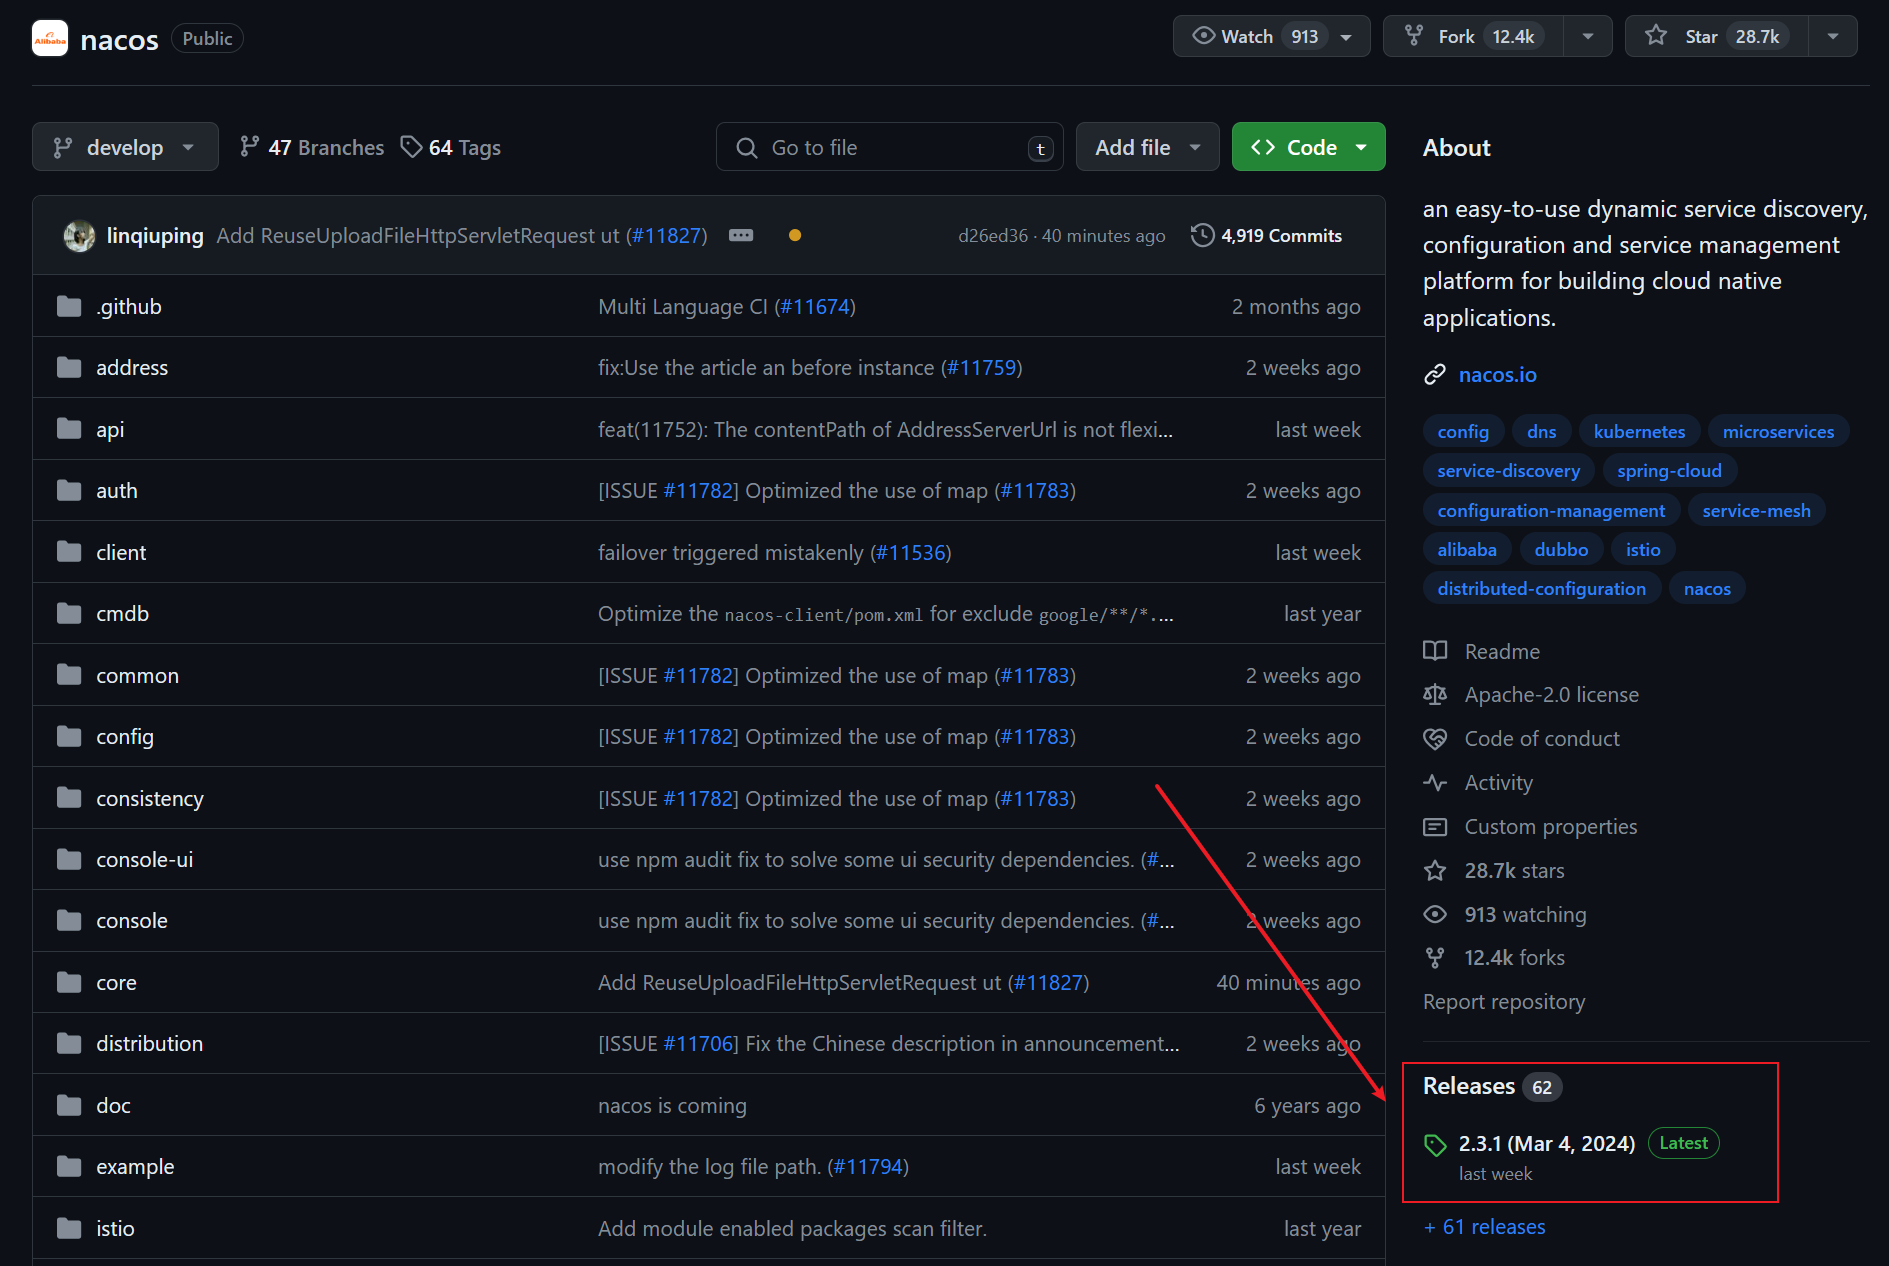 Alibaba nacos Public Watch 913 Fork 12.4k Star 28.7k
develop 47 Branches 64 Tags Go to file t Add file Code
linqiuping Add ReuseUploadFileHttpServletRequest ut (#11827) d26ed36 · 40 minutes ago 4,919 Commits
.github Multi Language CI (#11674) 2 months ago
address fix:Use the article an before instance (#11759) 2 weeks ago
api feat(11752): The contentPath of AddressServerUrl is not flexi... last week
auth [ISSUE #11782] Optimized the use of map (#11783) 2 weeks ago
client failover triggered mistakenly (#11536) last week
cmdb Optimize the nacos-client/pom.xml for exclude google/**/*.... last year
common [ISSUE #11782] Optimized the use of map (#11783) 2 weeks ago
config [ISSUE #11782] Optimized the use of map (#11783) 2 weeks ago
consistency [ISSUE #11782] Optimized the use of map (#11783) 2 weeks ago
console-ui use npm audit fix to solve some ui security dependencies. (#... 2 weeks ago
console use npm audit fix to solve some ui security dependencies. (#... 2 weeks ago
core Add ReuseUploadFileHttpServletRequest ut (#11827) 40 minutes ago
distribution [ISSUE #11706] Fix the Chinese description in announcement... 2 weeks ago
doc nacos is coming 6 years ago
example modify the log file path. (#11794) last week
istio Add module enabled packages scan filter. last year
About
an easy-to-use dynamic service discovery,
configuration and service management
platform for building cloud native
applications.
nacos.io
config dns kubernetes microservices
service-discovery spring-cloud
configuration-management service-mesh
alibaba dubbo istio
distributed-configuration nacos
Readme
Apache-2.0 license
Code of conduct
Activity
Custom properties
28.7k stars
913 watching
12.4k forks
Report repository
Releases 62
2.3.1 (Mar 4, 2024) Latest
last week
+ 61 releases